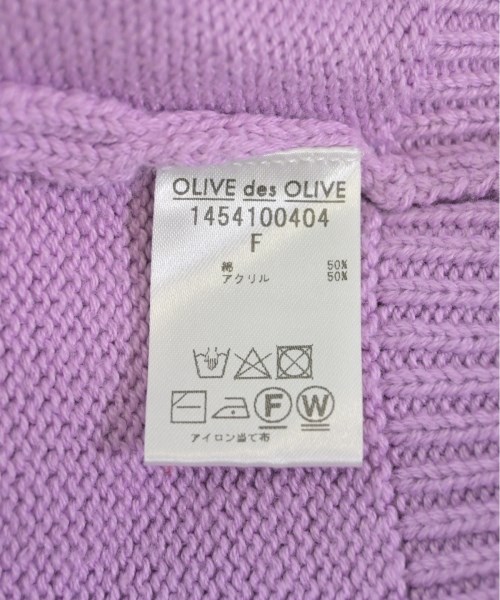 OLIVE des OLIVE
1454100404
F
綿 50%
アクリル 50%
F W
アイロン当て布